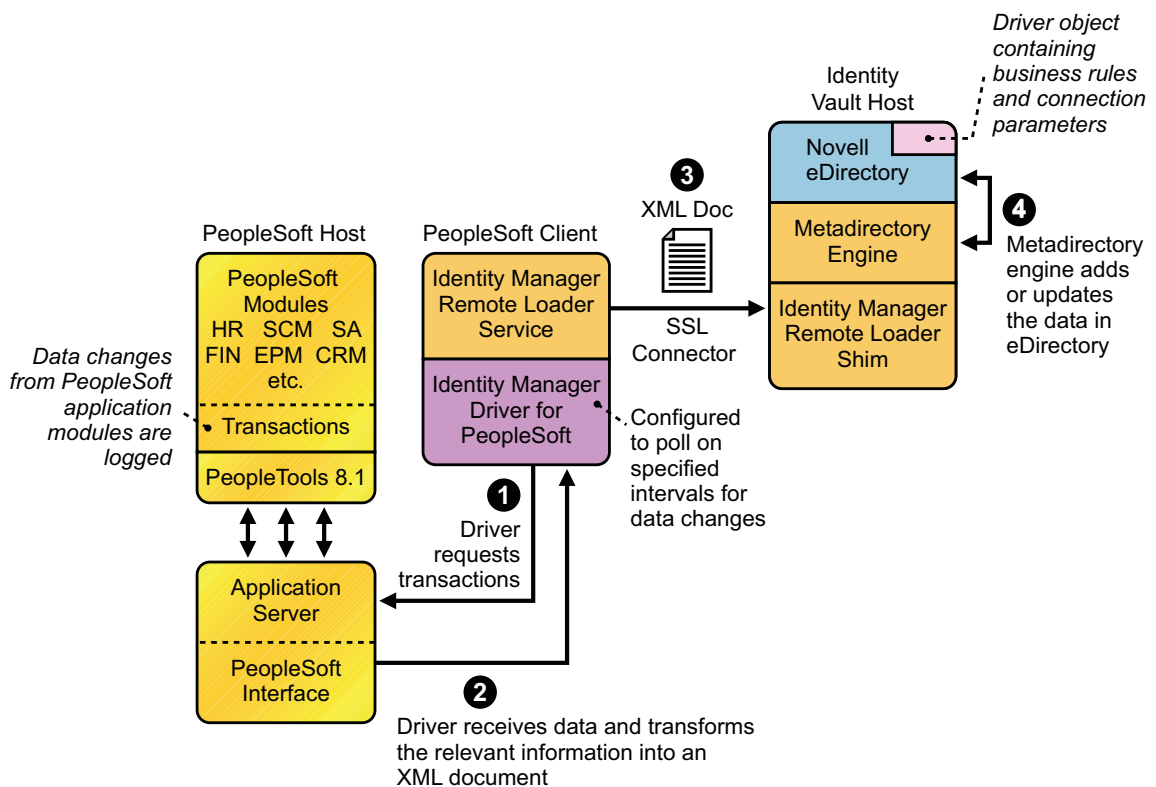 Driver object
containing
business rules
and connection
parameters
Identity
Vault Host
Novell
eDirectory
Metadirectory
Engine
Identity Manager
Remote Loader
Shim
4
Metadirectory
engine adds
or updates
the data in
eDirectory
3
XML Doc
SSL
Connector
PeopleSoft Host
PeopleSoft
Modules
HR SCM SA
FIN EPM CRM
etc.
Transactions
PeopleTools 8.1
Data changes
from PeopleSoft
application
modules are
logged
PeopleSoft Client
Identity Manager
Remote Loader
Service
Identity Manager
Driver for
PeopleSoft
Configured
to poll on
specified
intervals for
data changes
1
Driver
requests
transactions
Application
Server
PeopleSoft
Interface
2
Driver receives data and transforms
the relevant information into an
XML document